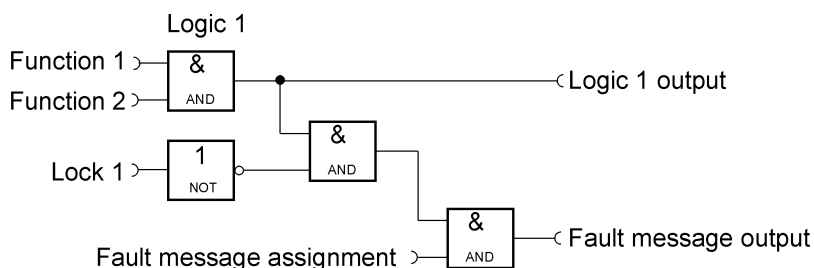 Logic 1
Function 1
&
AND
Function 2
Logic 1 output
&
AND
Lock 1
1
NOT
&
AND
Fault message output
Fault message assignment